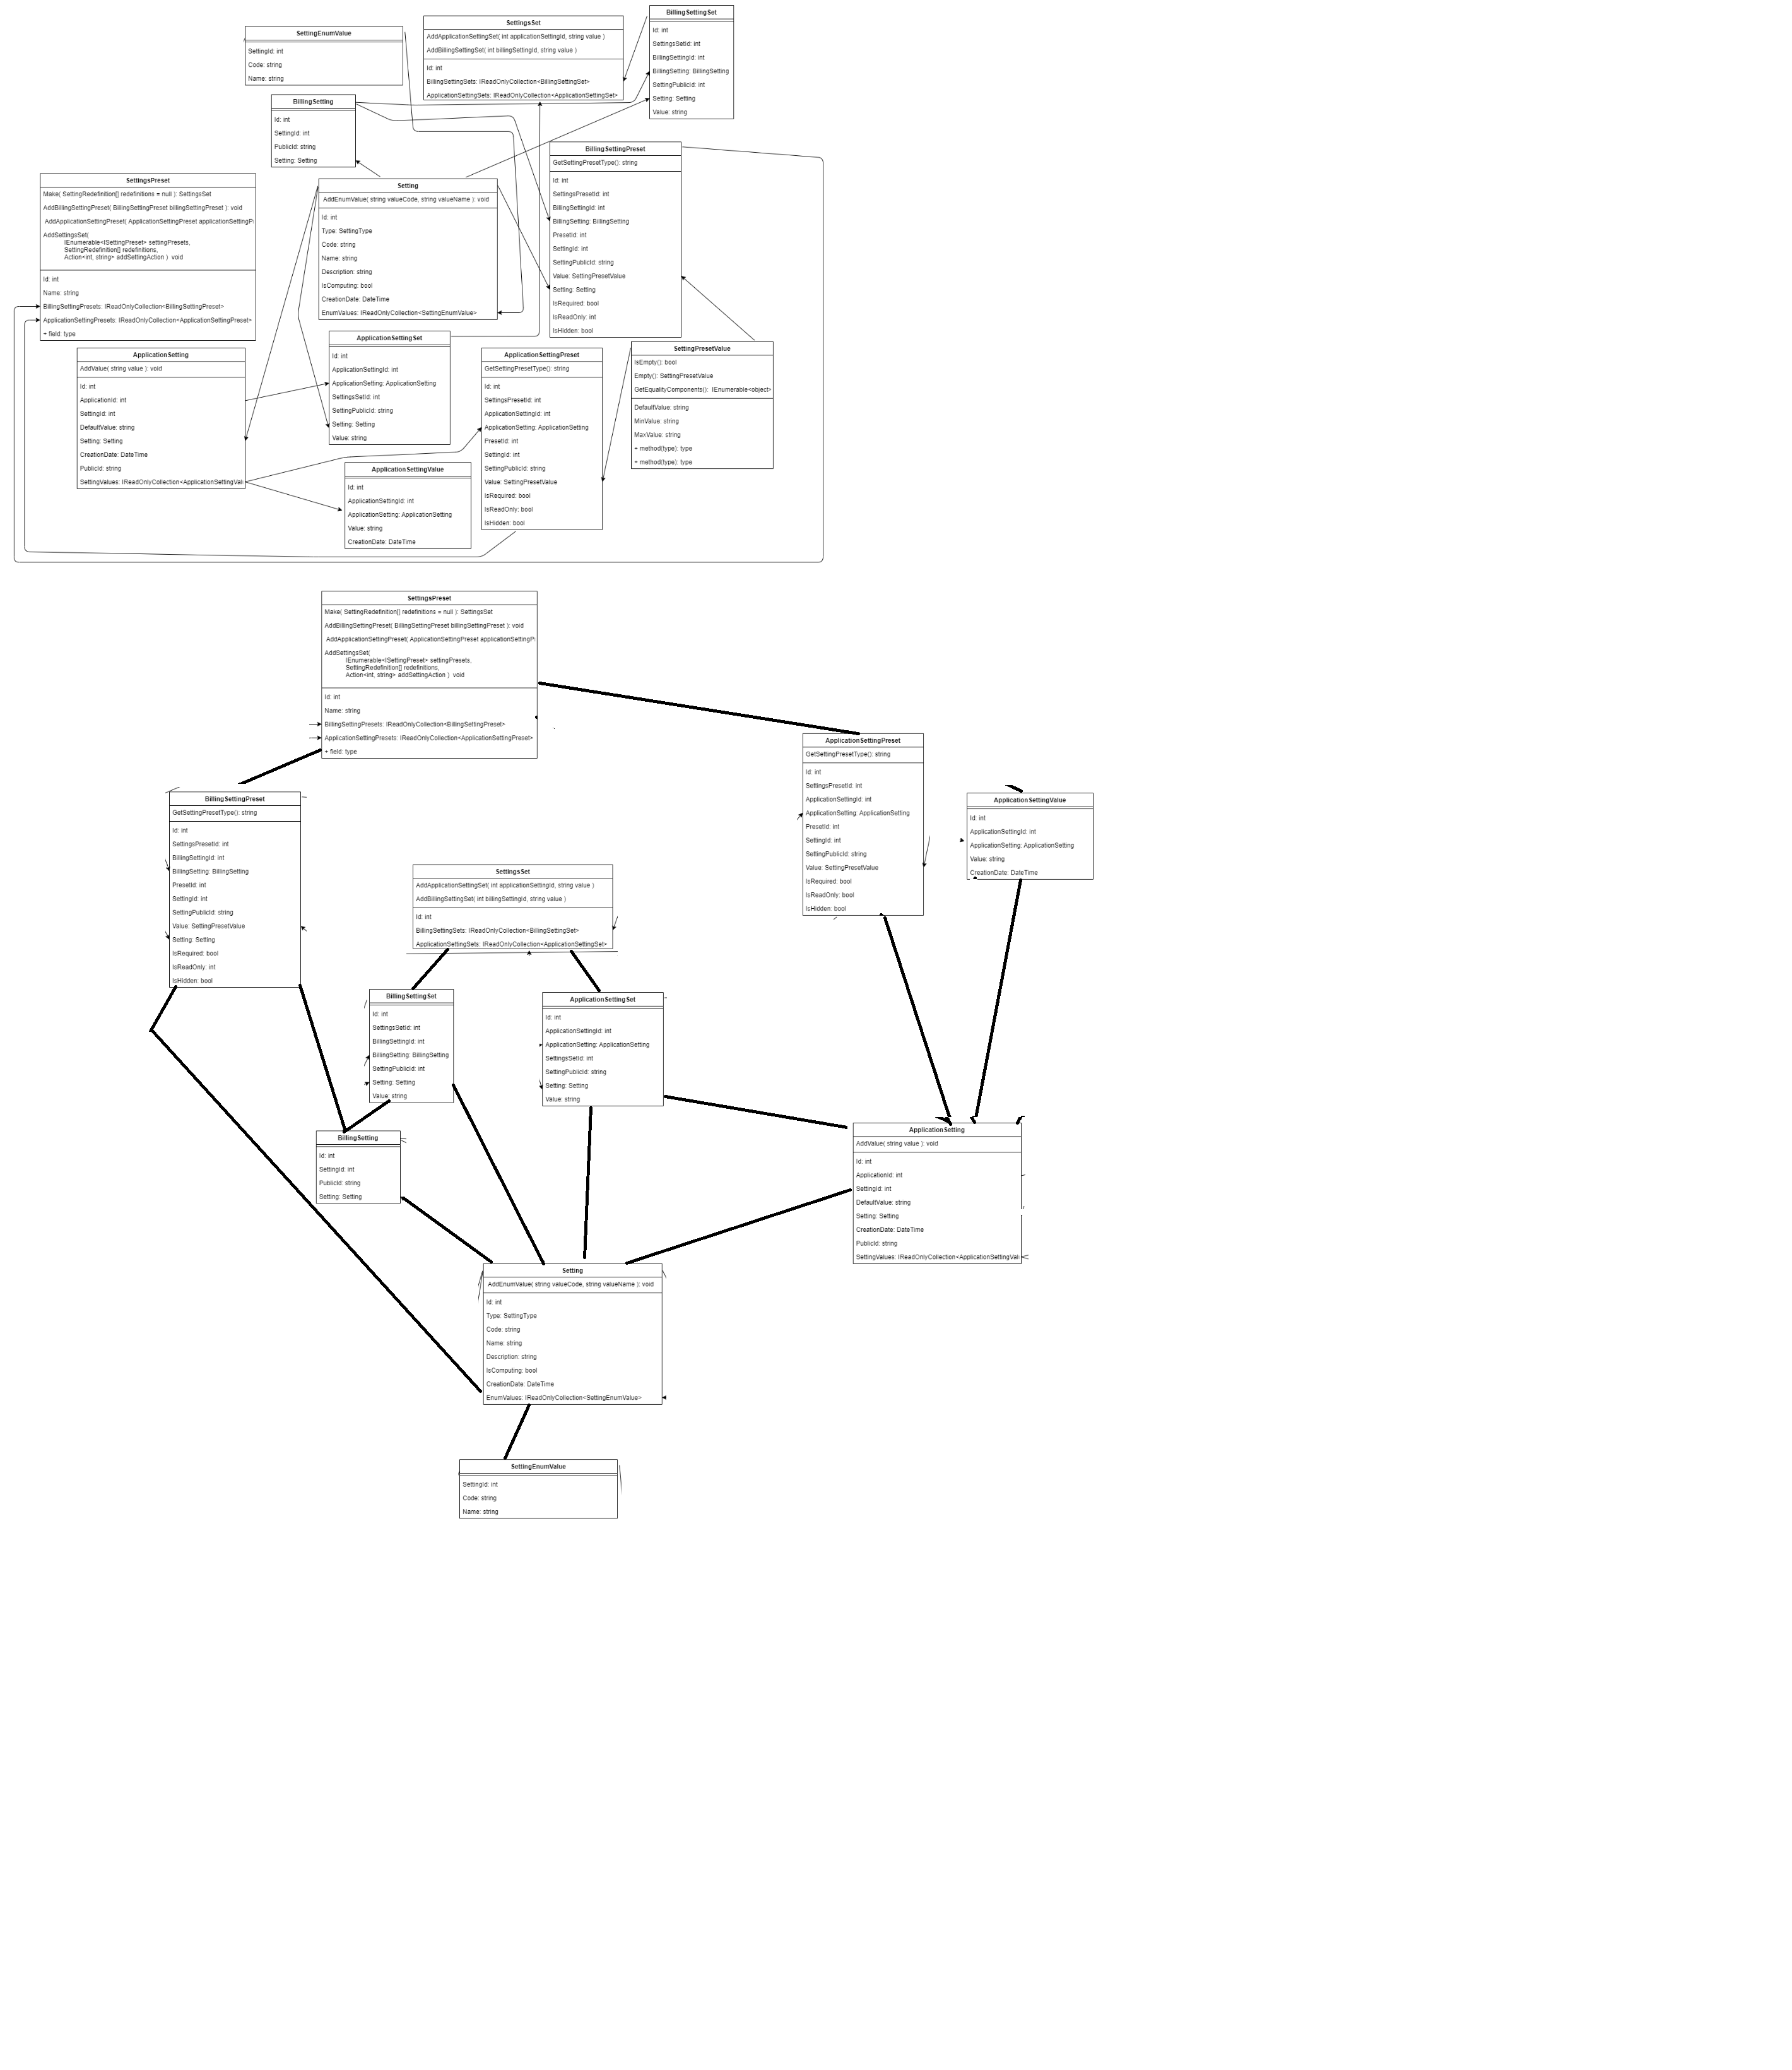 SettingEnumValue
SettingId: int
Code: string
Name: string
SettingsSet
AddApplicationSettingSet( int applicationSettingId, string value )
AddBillingSettingSet( int billingSettingId, string value )
Id: int
BillingSettingSets: IReadOnlyCollection<BillingSettingSet>
ApplicationSettingSets: IReadOnlyCollection<ApplicationSettingSet>
BillingSettingSet
Id: int
SettingsSetId: int
BillingSettingId: int
BillingSetting: BillingSetting
SettingPublicId: int
Setting: Setting
Value: string
BillingSetting
Id: int
SettingId: int
PublicId: string
Setting: Setting
BillingSettingPreset
GetSettingPresetType(): string
Id: int
SettingsPresetId: int
BillingSettingId: int
BillingSetting: BillingSetting
PresetId: int
SettingId: int
SettingPublicId: string
Value: SettingPresetValue
Setting: Setting
IsRequired: bool
IsReadOnly: int
IsHidden: bool
SettingsPreset
Make( SettingRedefinition[] redefinitions = null ): SettingsSet
AddBillingSettingPreset( BillingSettingPreset billingSettingPreset ): void
AddApplicationSettingPreset( ApplicationSettingPreset applicationSettingP
AddSettingsSet(
IEnumerable<ISettingPreset> settingPresets,
SettingRedefinition[] redefinitions,
Action<int, string> addSettingAction ) void
Id: int
Name: string
BillingSettingPresets: IReadOnlyCollection<BillingSettingPreset>
ApplicationSettingPresets: IReadOnlyCollection<ApplicationSettingPreset>
+ field: type
Setting
AddEnumValue( string valueCode, string valueName ): void
Id: int
Type: SettingType
Code: string
Name: string
Description: string
IsComputing: bool
CreationDate: DateTime
EnumValues: IReadOnlyCollection<SettingEnumValue>
ApplicationSetting
AddValue( string value ): void
Id: int
ApplicationId: int
SettingId: int
DefaultValue: string
Setting: Setting
CreationDate: DateTime
PublicId: string
SettingValues: IReadOnlyCollection<ApplicationSettingVal
ApplicationSettingSet
Id: int
ApplicationSettingId: int
ApplicationSetting: ApplicationSetting
SettingsSetId: int
SettingPublicId: string
Setting: Setting
Value: string
ApplicationSettingPreset
GetSettingPresetType(): string
Id: int
SettingsPresetId: int
ApplicationSettingId: int
ApplicationSetting: ApplicationSetting
PresetId: int
SettingId: int
SettingPublicId: string
Value: SettingPresetValue
IsRequired: bool
IsReadOnly: bool
IsHidden: bool
SettingPresetValue
IsEmpty(): bool
Empty(): SettingPresetValue
GetEqualityComponents(): IEnumerable<object>
DefaultValue: string
MinValue: string
MaxValue: string
+ method(type): type
+ method(type): type
ApplicationSettingValue
Id: int
ApplicationSettingId: int
ApplicationSetting: ApplicationSetting
Value: string
CreationDate: DateTime
SettingsPreset
Make( SettingRedefinition[] redefinitions = null ): SettingsSet
AddBillingSettingPreset( BillingSettingPreset billingSettingPreset ): void
AddApplicationSettingPreset( ApplicationSettingPreset applicationSettingP
AddSettingsSet(
IEnumerable<ISettingPreset> settingPresets,
SettingRedefinition[] redefinitions,
Action<int, string> addSettingAction ) void
Id: int
Name: string
BillingSettingPresets: IReadOnlyCollection<BillingSettingPreset>
ApplicationSettingPresets: IReadOnlyCollection<ApplicationSettingPreset>
+ field: type
ApplicationSettingPreset
GetSettingPresetType(): string
Id: int
SettingsPresetId: int
ApplicationSettingId: int
ApplicationSetting: ApplicationSetting
PresetId: int
SettingId: int
SettingPublicId: string
Value: SettingPresetValue
IsRequired: bool
IsReadOnly: bool
IsHidden: bool
ApplicationSettingValue
Id: int
ApplicationSettingId: int
ApplicationSetting: ApplicationSetting
Value: string
CreationDate: DateTime
BillingSettingPreset
GetSettingPresetType(): string
Id: int
SettingsPresetId: int
BillingSettingId: int
BillingSetting: BillingSetting
PresetId: int
SettingId: int
SettingPublicId: string
Value: SettingPresetValue
Setting: Setting
IsRequired: bool
IsReadOnly: int
IsHidden: bool
SettingsSet
AddApplicationSettingSet( int applicationSettingId, string value )
AddBillingSettingSet( int billingSettingId, string value )
Id: int
BillingSettingSets: IReadOnlyCollection<BillingSettingSet>
ApplicationSettingSets: IReadOnlyCollection<ApplicationSettingSet>
BillingSettingSet
Id: int
SettingsSetId: int
BillingSettingId: int
BillingSetting: BillingSetting
SettingPublicId: int
Setting: Setting
Value: string
ApplicationSettingSet
Id: int
ApplicationSettingId: int
ApplicationSetting: ApplicationSetting
SettingsSetId: int
SettingPublicId: string
Setting: Setting
Value: string
BillingSetting
Id: int
SettingId: int
PublicId: string
Setting: Setting
ApplicationSetting
AddValue( string value ): void
Id: int
ApplicationId: int
SettingId: int
DefaultValue: string
Setting: Setting
CreationDate: DateTime
PublicId: string
SettingValues: IReadOnlyCollection<ApplicationSettingVal
Setting
AddEnumValue( string valueCode, string valueName ): void
Id: int
Type: SettingType
Code: string
Name: string
Description: string
IsComputing: bool
CreationDate: DateTime
EnumValues: IReadOnlyCollection<SettingEnumValue>
SettingEnumValue
SettingId: int
Code: string
Name: string